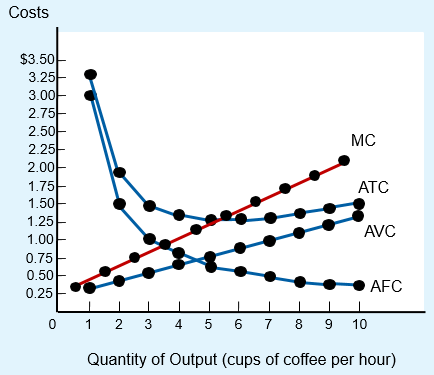 Costs
$3.50
3.25
3.00
2.75
2.50
2.25
2.00
1.75
1.50
1.25
1.00
0.75
0.50
0.25
MC
ATC
AVC
AFC
0 1 2 3 4 5 6 7 8 9 10
Quantity of Output (cups of coffee per hour)